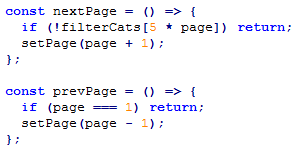 const nextPage = () => {
  if (!filterCats[5 * page]) return;
  setPage(page + 1);
};

const prevPage = () => {
  if (page === 1) return;
  setPage(page - 1);
};